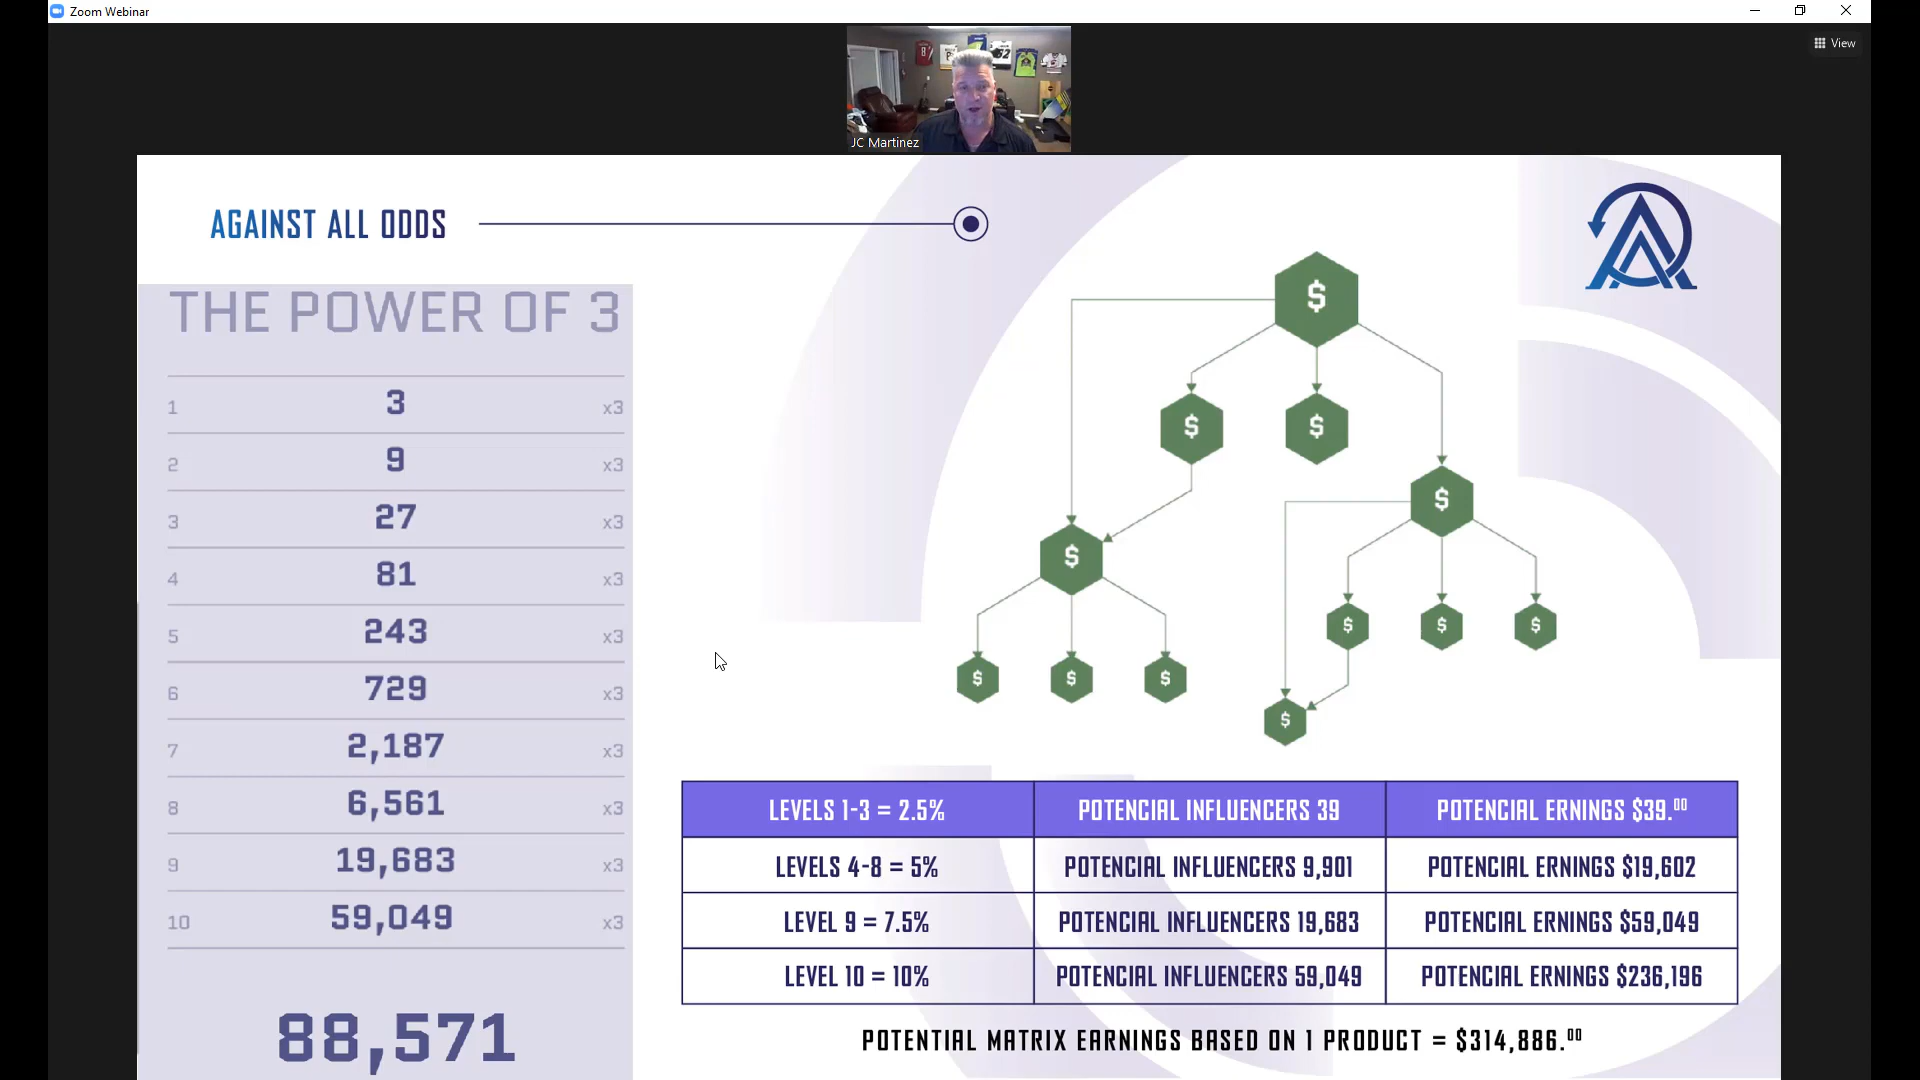 Zoom Webinar
View
JC Martinez
AGAINST ALL ODDS
THE POWER OF 3
1 3 x3
2 9 x3
3 27 x3
4 81 x3
5 243 x3
6 729 x3
7 2,187 x3
8 6,561 x3
9 19,683 x3
10 59,049 x3
88,571
$
$ $
$
$
$ $ $
$ $ $
$
LEVELS 1-3 = 2.5% POTENCIAL INFLUENCERS 39 POTENCIAL ERNINGS $39.00
LEVELS 4-8 = 5% POTENCIAL INFLUENCERS 9,901 POTENCIAL ERNINGS $19,602
LEVEL 9 = 7.5% POTENCIAL INFLUENCERS 19,683 POTENCIAL ERNINGS $59,049
LEVEL 10 = 10% POTENCIAL INFLUENCERS 59,049 POTENCIAL ERNINGS $236,196
POTENTIAL MATRIX EARNINGS BASED ON 1 PRODUCT = $314,886.00